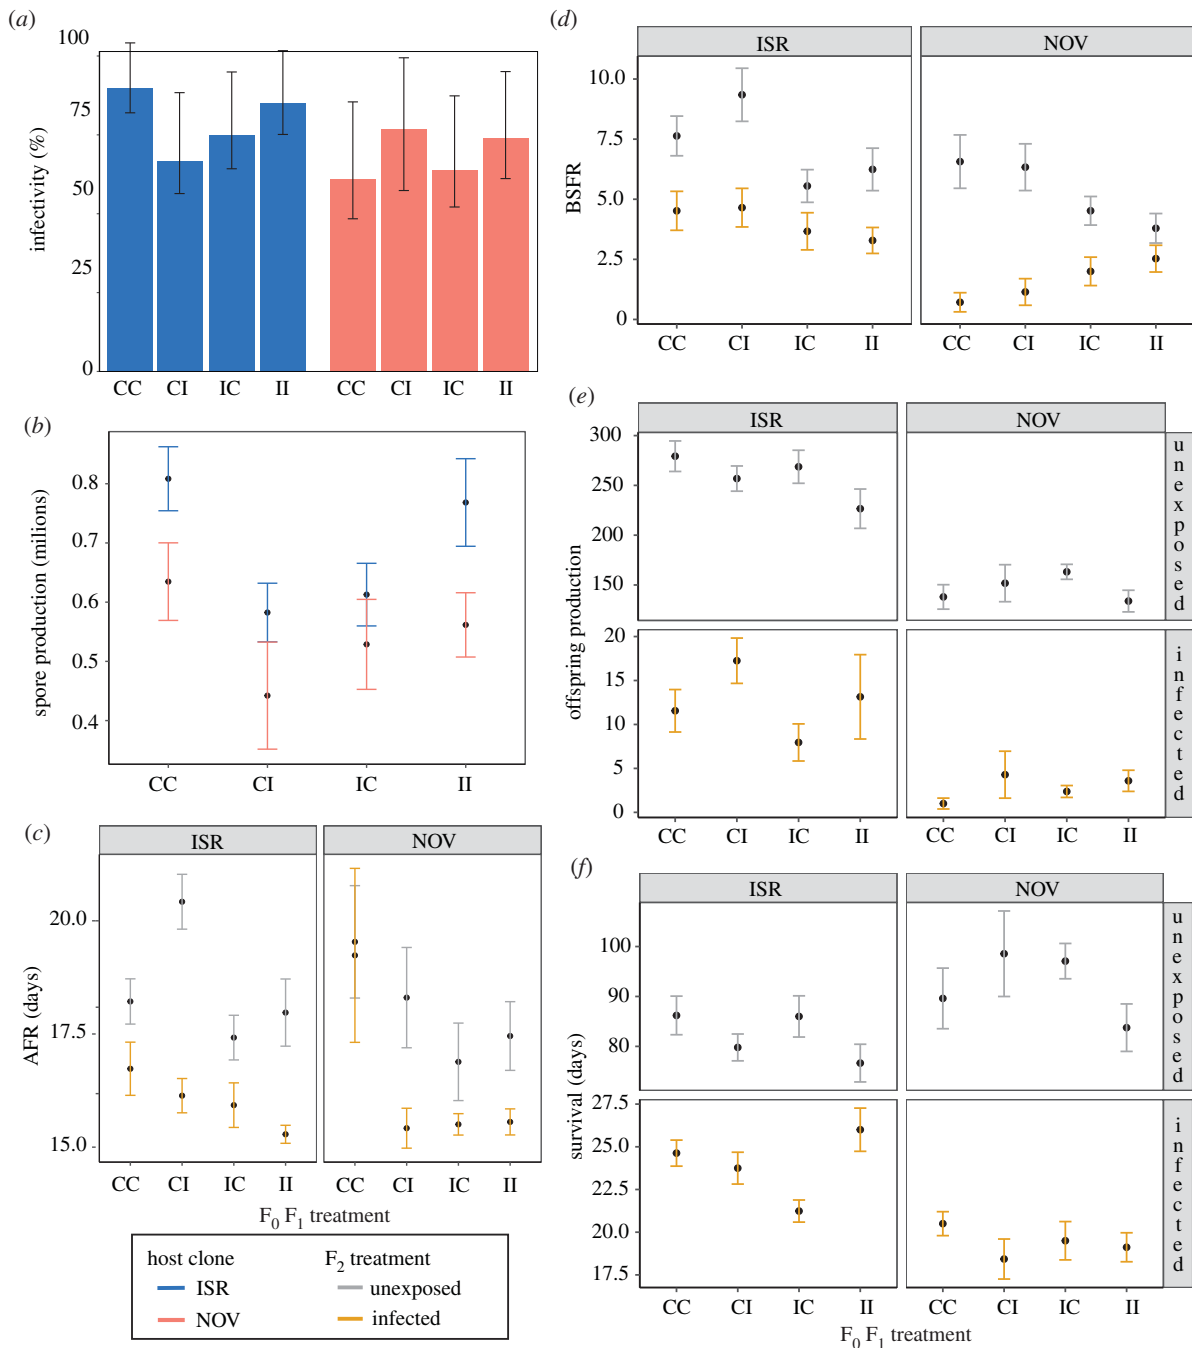 (a)
infectivity (%)
100
75
50
25
0
CC CI IC II CC CI IC II
(b)
spore production (milions)
0.8
0.7
0.6
0.5
0.4
CC CI IC II
(c)
ISR NOV
AFR (days)
20.0
17.5
15.0
CC CI IC II CC CI IC II
F0 F1 treatment
host clone F2 treatment
ISR unexposed
NOV infected
(d)
ISR NOV
BSFR
10.0
7.5
5.0
2.5
0
CC CI IC II CC CI IC II
(e)
ISR NOV
offspring production
300
250
200
150
unexposed
20
15
10
5
0
infected
CC CI IC II CC CI IC II
(f)
ISR NOV
survival (days)
100
90
80
unexposed
27.5
25.0
22.5
20.0
17.5
infected
CC CI IC II CC CI IC II
F0 F1 treatment